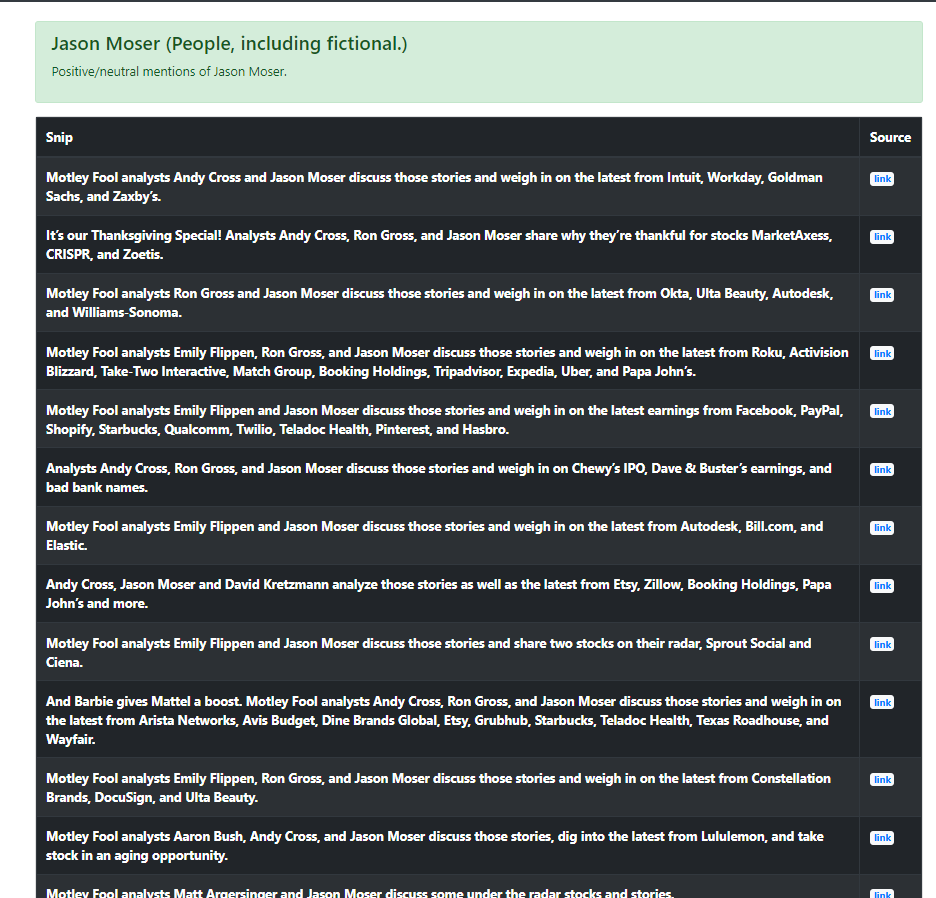 Jason Moser (People, including fictional.)
Positive/neutral mentions of Jason Moser.
Snip
Source
Motley Fool analysts Andy Cross and Jason Moser discuss those stories and weigh in on the latest from Intuit, Workday, Goldman
Sachs, and Zaxby’s.
link
It’s our Thanksgiving Special! Analysts Andy Cross, Ron Gross, and Jason Moser share why they’re thankful for stocks MarketAxess,
CRISPR, and Zoetis.
link
Motley Fool analysts Ron Gross and Jason Moser discuss those stories and weigh in on the latest from Okta, Ulta Beauty, Autodesk,
and Williams-Sonoma.
link
Motley Fool analysts Emily Flippen, Ron Gross, and Jason Moser discuss those stories and weigh in on the latest from Roku, Activision
Blizzard, Take-Two Interactive, Match Group, Booking Holdings, Tripadvisor, Expedia, Uber, and Papa John’s.
link
Motley Fool analysts Emily Flippen and Jason Moser discuss those stories and weigh in on the latest earnings from Facebook, PayPal,
Shopify, Starbucks, Qualcomm, Twilio, Teladoc Health, Pinterest, and Hasbro.
link
Analysts Andy Cross, Ron Gross, and Jason Moser discuss those stories and weigh in on Chewy’s IPO, Dave & Buster’s earnings, and
bad bank names.
link
Motley Fool analysts Emily Flippen and Jason Moser discuss those stories and weigh in on the latest from Autodesk, Bill.com, and
Elastic.
link
Andy Cross, Jason Moser and David Kretzmann analyze those stories as well as the latest from Etsy, Zillow, Booking Holdings, Papa
John’s and more.
link
Motley Fool analysts Emily Flippen and Jason Moser discuss those stories and share two stocks on their radar, Sprout Social and
Ciena.
link
And Barbie gives Mattel a boost. Motley Fool analysts Andy Cross, Ron Gross, and Jason Moser discuss those stories and weigh in on
the latest from Arista Networks, Avis Budget, Dine Brands Global, Etsy, Grubhub, Starbucks, Teladoc Health, Texas Roadhouse, and
Wayfair.
link
Motley Fool analysts Emily Flippen, Ron Gross, and Jason Moser discuss those stories and weigh in on the latest from Constellation
Brands, DocuSign, and Ulta Beauty.
link
Motley Fool analysts Aaron Bush, Andy Cross, and Jason Moser discuss those stories, dig into the latest from Lululemon, and take
stock in an aging opportunity.
link
Motley Fool analysts Matt Argersinger and Jason Moser discuss some under the radar stocks and stories.
link